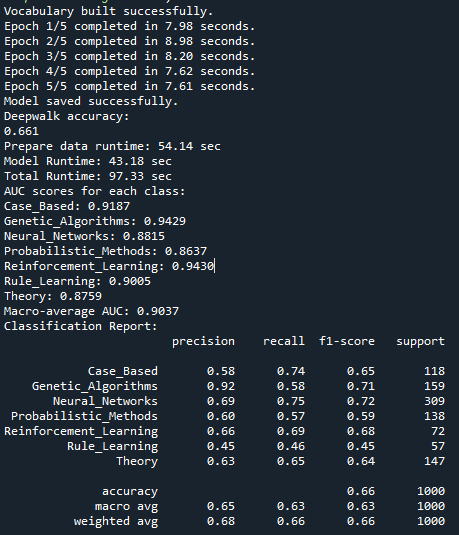 Vocabulary built successfully.
Epoch 1/5 completed in 7.98 seconds.
Epoch 2/5 completed in 8.98 seconds.
Epoch 3/5 completed in 8.20 seconds.
Epoch 4/5 completed in 7.62 seconds.
Epoch 5/5 completed in 7.61 seconds.
Model saved successfully.
Deepwalk accuracy:
0.661
Prepare data runtime: 54.14 sec
Model Runtime: 43.18 sec
Total Runtime: 97.33 sec
AUC scores for each class:
Case_Based: 0.9187
Genetic_Algorithms: 0.9429
Neural_Networks: 0.8815
Probabilistic_Methods: 0.8637
Reinforcement_Learning: 0.9430
Rule_Learning: 0.9005
Theory: 0.8759
Macro-average AUC: 0.9037
Classification Report:
precision recall f1-score support
Case_Based 0.58 0.74 0.65 118
Genetic_Algorithms 0.92 0.58 0.71 159
Neural_Networks 0.69 0.75 0.72 309
Probabilistic_Methods 0.60 0.57 0.59 138
Reinforcement_Learning 0.66 0.69 0.68 72
Rule_Learning 0.45 0.46 0.45 57
Theory 0.63 0.65 0.64 147
accuracy 0.66 1000
macro avg 0.65 0.63 0.63 1000
weighted avg 0.68 0.66 0.66 1000